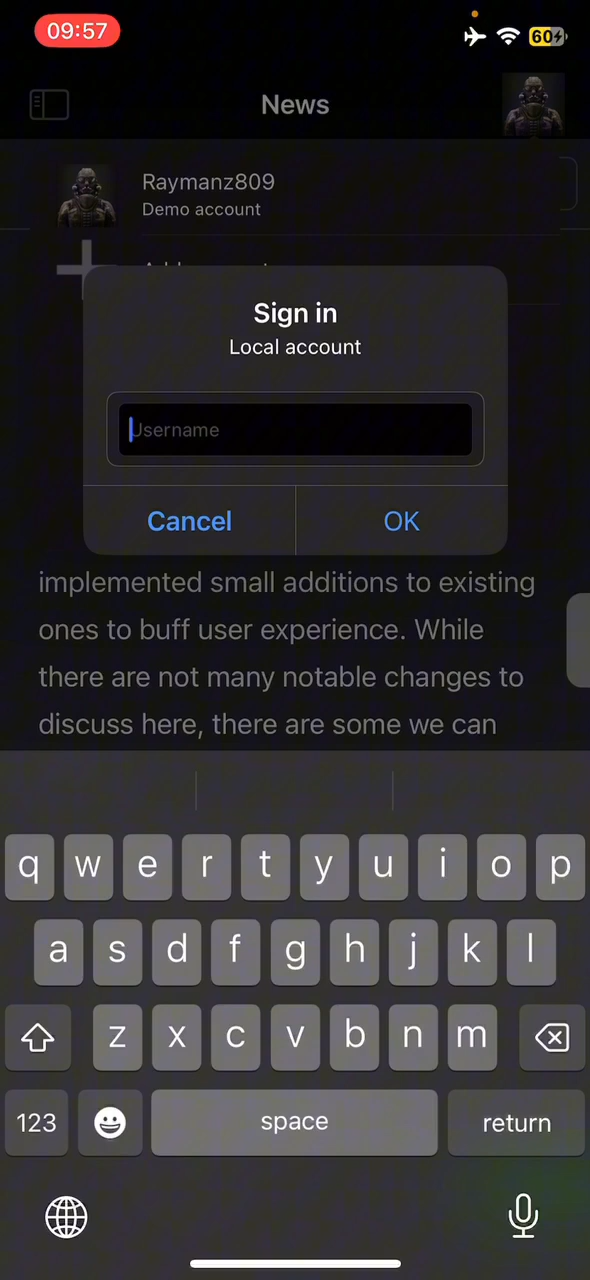 09:57
60
News
Raymanz809
Demo account
Sign in
Local account
Username
Cancel
OK
implemented small additions to existing
ones to buff user experience. While
there are not many notable changes to
discuss here, there are some we can
q w e r t y u i o p
a s d f g h j k l
z x c v b n m
123
space
return